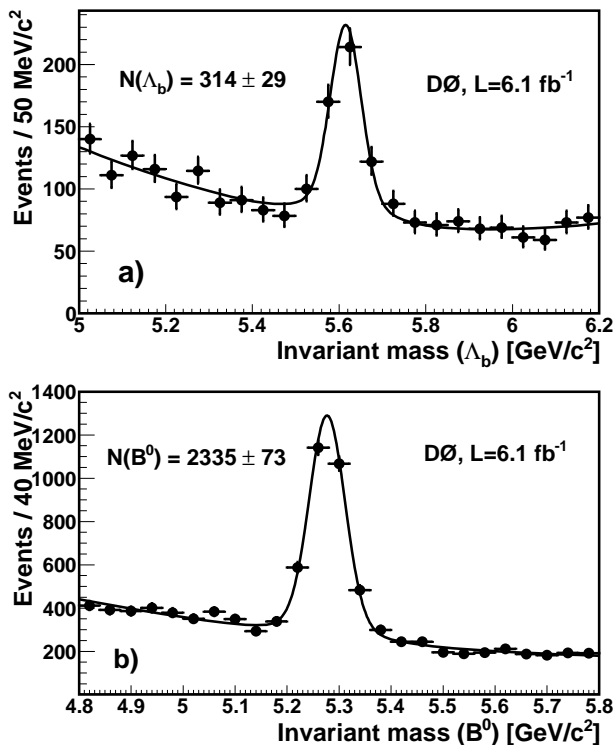 Events / 50 MeV/c²
200
150
100
50
0
N(Λb) = 314 ± 29
DØ, L=6.1 fb⁻¹
a)
5 5.2 5.4 5.6 5.8 6 6.2
Invariant mass (Λb) [GeV/c²]
Events / 40 MeV/c²
1400
1200
1000
800
600
400
200
N(B⁰) = 2335 ± 73
DØ, L=6.1 fb⁻¹
b)
4.8 4.9 5 5.1 5.2 5.3 5.4 5.5 5.6 5.7 5.8
Invariant mass (B⁰) [GeV/c²]